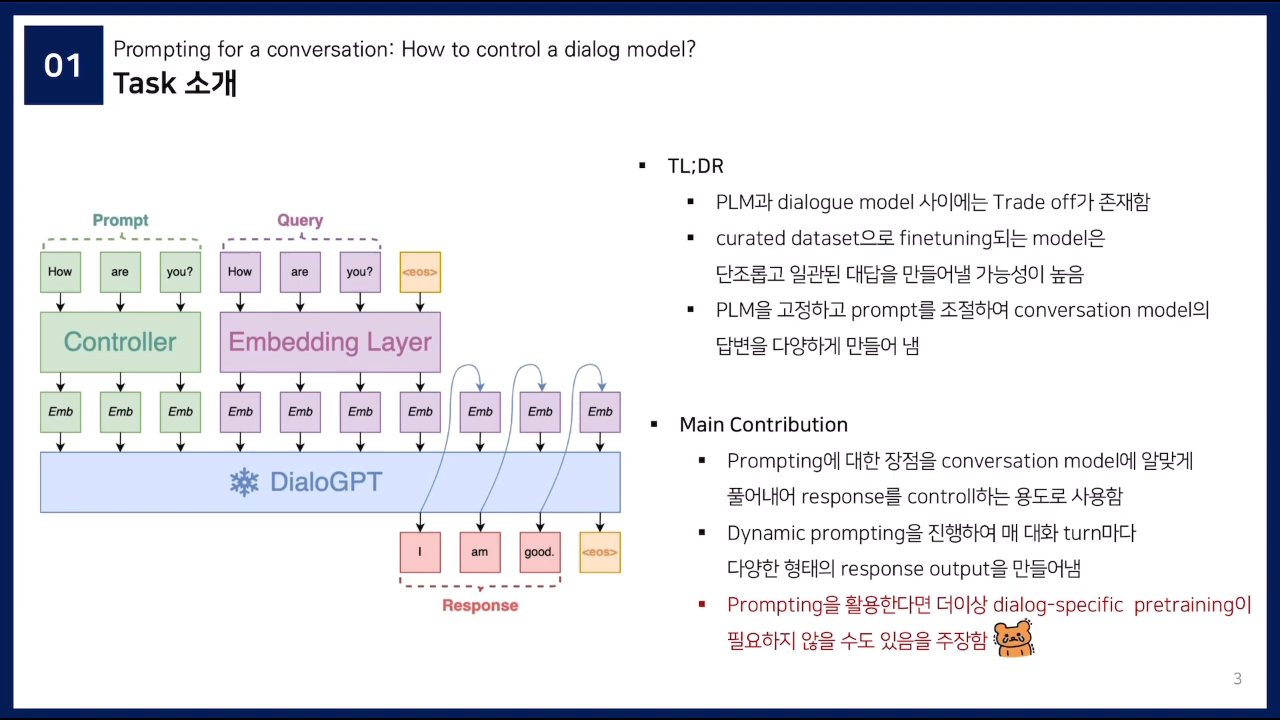 01
Prompting for a conversation: How to control a dialog model?
Task 소개
Prompt
Query
How are you? How are you? <eos>
Controller
Embedding Layer
Emb Emb Emb Emb Emb Emb Emb Emb Emb Emb
DialoGPT
I am good. <eos>
Response
TL;DR
PLM과 dialogue model 사이에는 Trade off가 존재함
curated dataset으로 finetuning되는 model은
단조롭고 일관된 대답을 만들어낼 가능성이 높음
PLM을 고정하고 prompt를 조절하여 conversation model의
답변을 다양하게 만들어 냄
Main Contribution
Prompting에 대한 장점을 conversation model에 알맞게
풀어내어 response를 controll하는 용도로 사용함
Dynamic prompting을 진행하여 매 대화 turn마다
다양한 형태의 response output을 만들어냄
Prompting을 활용한다면 더이상 dialog-specific pretraining이
필요하지 않을 수도 있음을 주장함
3